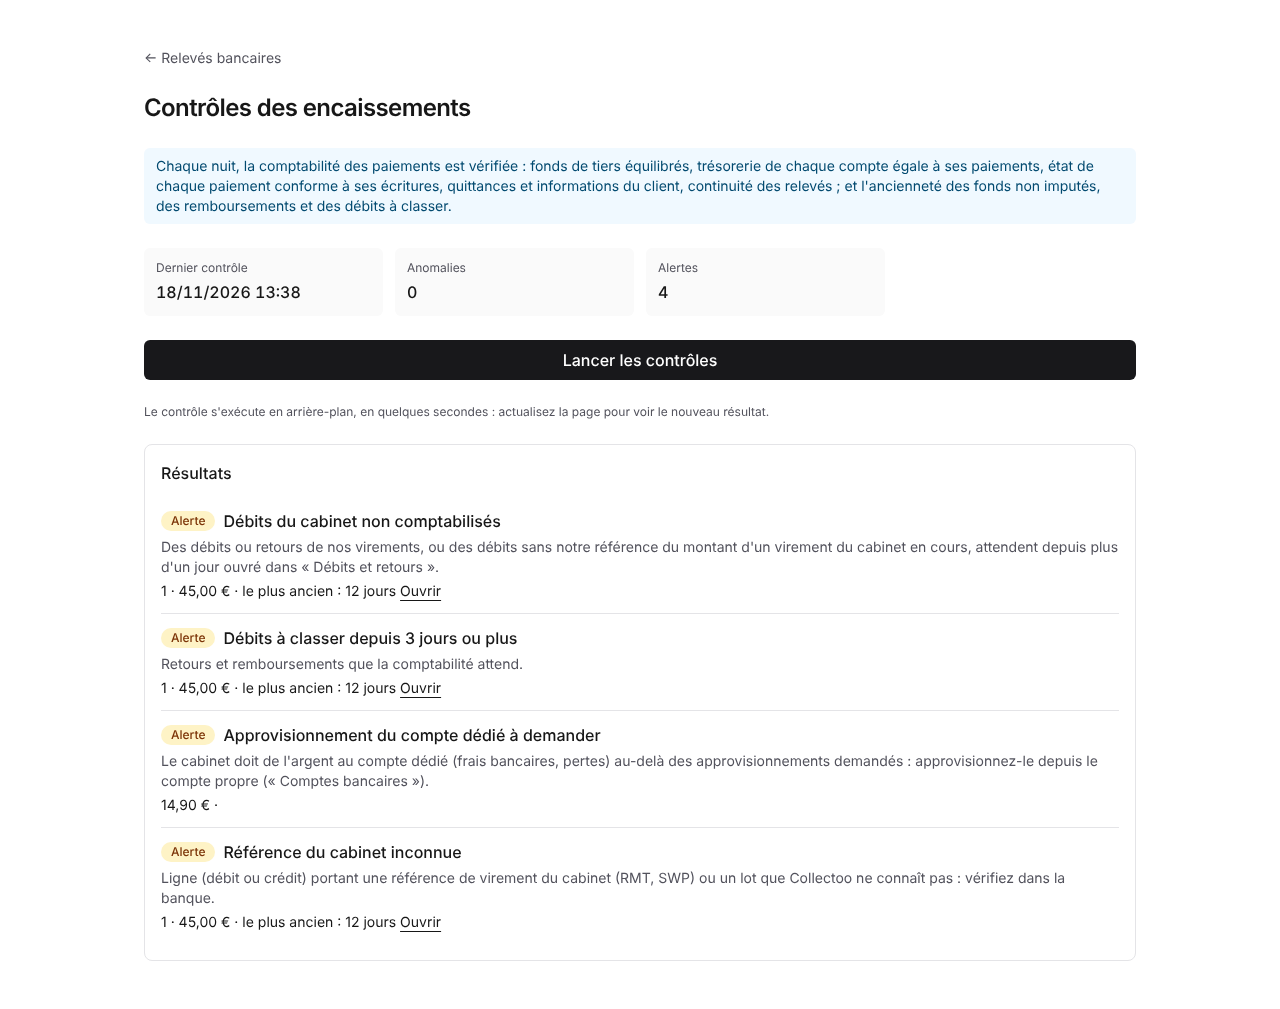 ← Relevés bancaires
Contrôles des encaissements
Chaque nuit, la comptabilité des paiements est vérifiée : fonds de tiers équilibrés, trésorerie de chaque compte égale à ses paiements, état de
chaque paiement conforme à ses écritures, quittances et informations du client, continuité des relevés ; et l'ancienneté des fonds non imputés,
des remboursements et des débits à classer.
Dernier contrôle
18/11/2026 13:38
Anomalies
0
Alertes
4
Lancer les contrôles
Le contrôle s'exécute en arrière-plan, en quelques secondes : actualisez la page pour voir le nouveau résultat.
Résultats
Alerte Débits du cabinet non comptabilisés
Des débits ou retours de nos virements, ou des débits sans notre référence du montant d'un virement du cabinet en cours, attendent depuis plus
d'un jour ouvré dans « Débits et retours ».
1 · 45,00 € · le plus ancien : 12 jours Ouvrir
Alerte Débits à classer depuis 3 jours ou plus
Retours et remboursements que la comptabilité attend.
1 · 45,00 € · le plus ancien : 12 jours Ouvrir
Alerte Approvisionnement du compte dédié à demander
Le cabinet doit de l'argent au compte dédié (frais bancaires, pertes) au-delà des approvisionnements demandés : approvisionnez-le depuis le
compte propre (« Comptes bancaires »).
14,90 € ·
Alerte Référence du cabinet inconnue
Ligne (débit ou crédit) portant une référence de virement du cabinet (RMT, SWP) ou un lot que Collectoo ne connaît pas : vérifiez dans la
banque.
1 · 45,00 € · le plus ancien : 12 jours Ouvrir